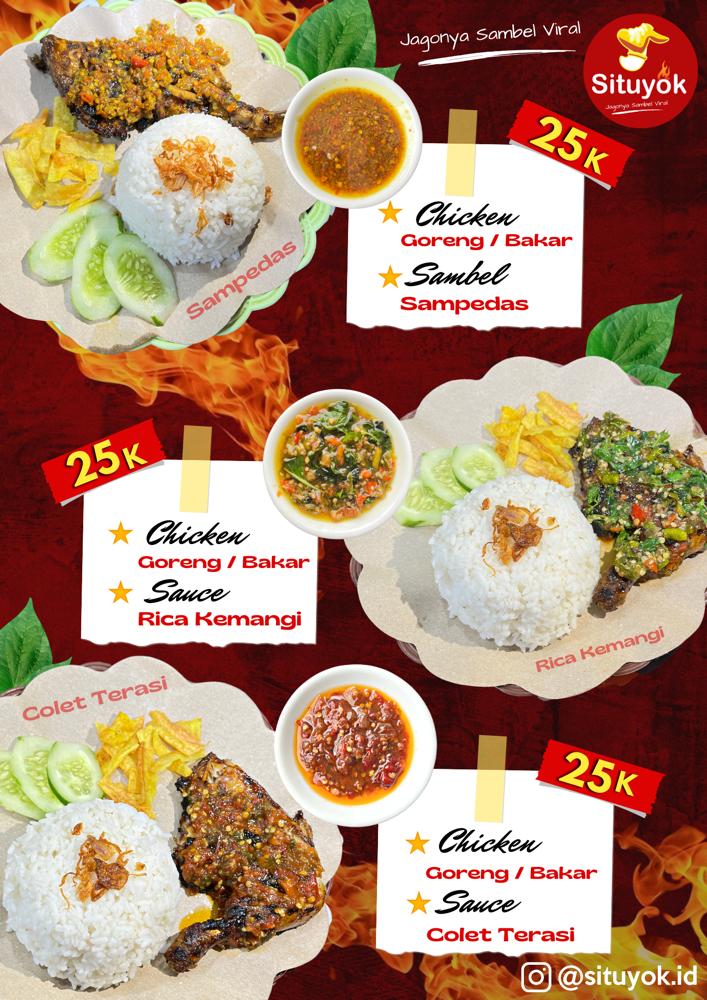 Jagonya Sambel Viral
Situyok
Jagonya Sambel Viral
25K
Chicken
Goreng / Bakar
Sambel
Sampedas
Sampedas
25K
Chicken
Goreng / Bakar
Sauce
Rica Kemangi
Rica Kemangi
Colet Terasi
25K
Chicken
Goreng / Bakar
Sauce
Colet Terasi
@situyok.id